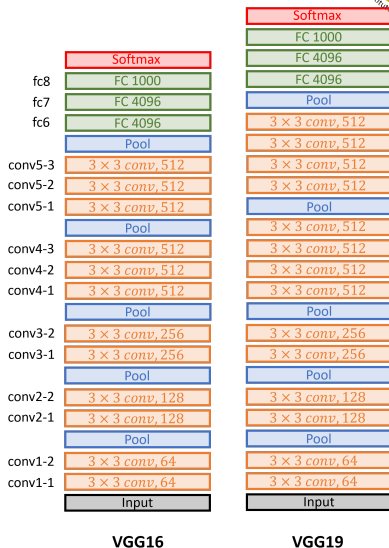 Softmax
fc8 FC 1000
fc7 FC 4096
fc6 FC 4096
Pool
conv5-3 3 × 3 conv, 512
conv5-2 3 × 3 conv, 512
conv5-1 3 × 3 conv, 512
Pool
conv4-3 3 × 3 conv, 512
conv4-2 3 × 3 conv, 512
conv4-1 3 × 3 conv, 512
Pool
conv3-2 3 × 3 conv, 256
conv3-1 3 × 3 conv, 256
Pool
conv2-2 3 × 3 conv, 128
conv2-1 3 × 3 conv, 128
Pool
conv1-2 3 × 3 conv, 64
conv1-1 3 × 3 conv, 64
Input
VGG16
Softmax
FC 1000
FC 4096
FC 4096
Pool
3 × 3 conv, 512
3 × 3 conv, 512
3 × 3 conv, 512
3 × 3 conv, 512
Pool
3 × 3 conv, 512
3 × 3 conv, 512
3 × 3 conv, 512
3 × 3 conv, 512
Pool
3 × 3 conv, 256
3 × 3 conv, 256
Pool
3 × 3 conv, 128
3 × 3 conv, 128
Pool
3 × 3 conv, 64
3 × 3 conv, 64
Input
VGG19